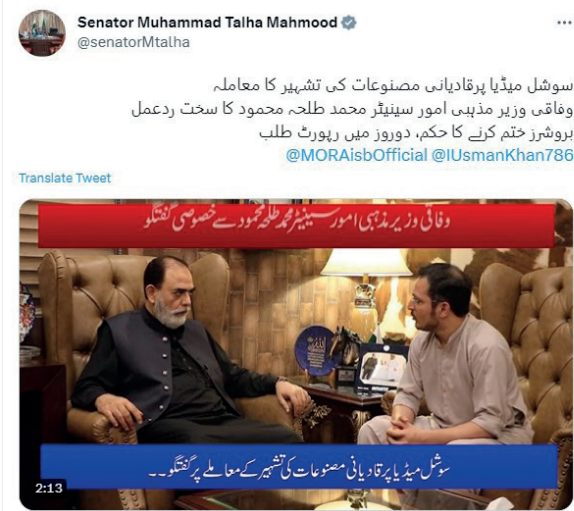 Senator Muhammad Talha Mahmood
@senatorMtalha
سوشل میڈیا پرقادیانی مصنوعات کی تشہیر کا معاملہ
وفاقی وزیر مذہبی امور سینیٹر محمد طلحہ محمود کا سخت ردعمل
بروشرز ختم کرنے کا حکم، دوروز میں رپورٹ طلب
@MORAisbOfficial @IUsmanKhan786
Translate Tweet
وفاقی وزیر مذہبی امور سینیٹر محمد طلحہ محمود سے خصوصی گفتگو
سوشل میڈیا پر قادیانی مصنوعات کی تشہیر کے معاملے پر گفتگو۔۔
2:13